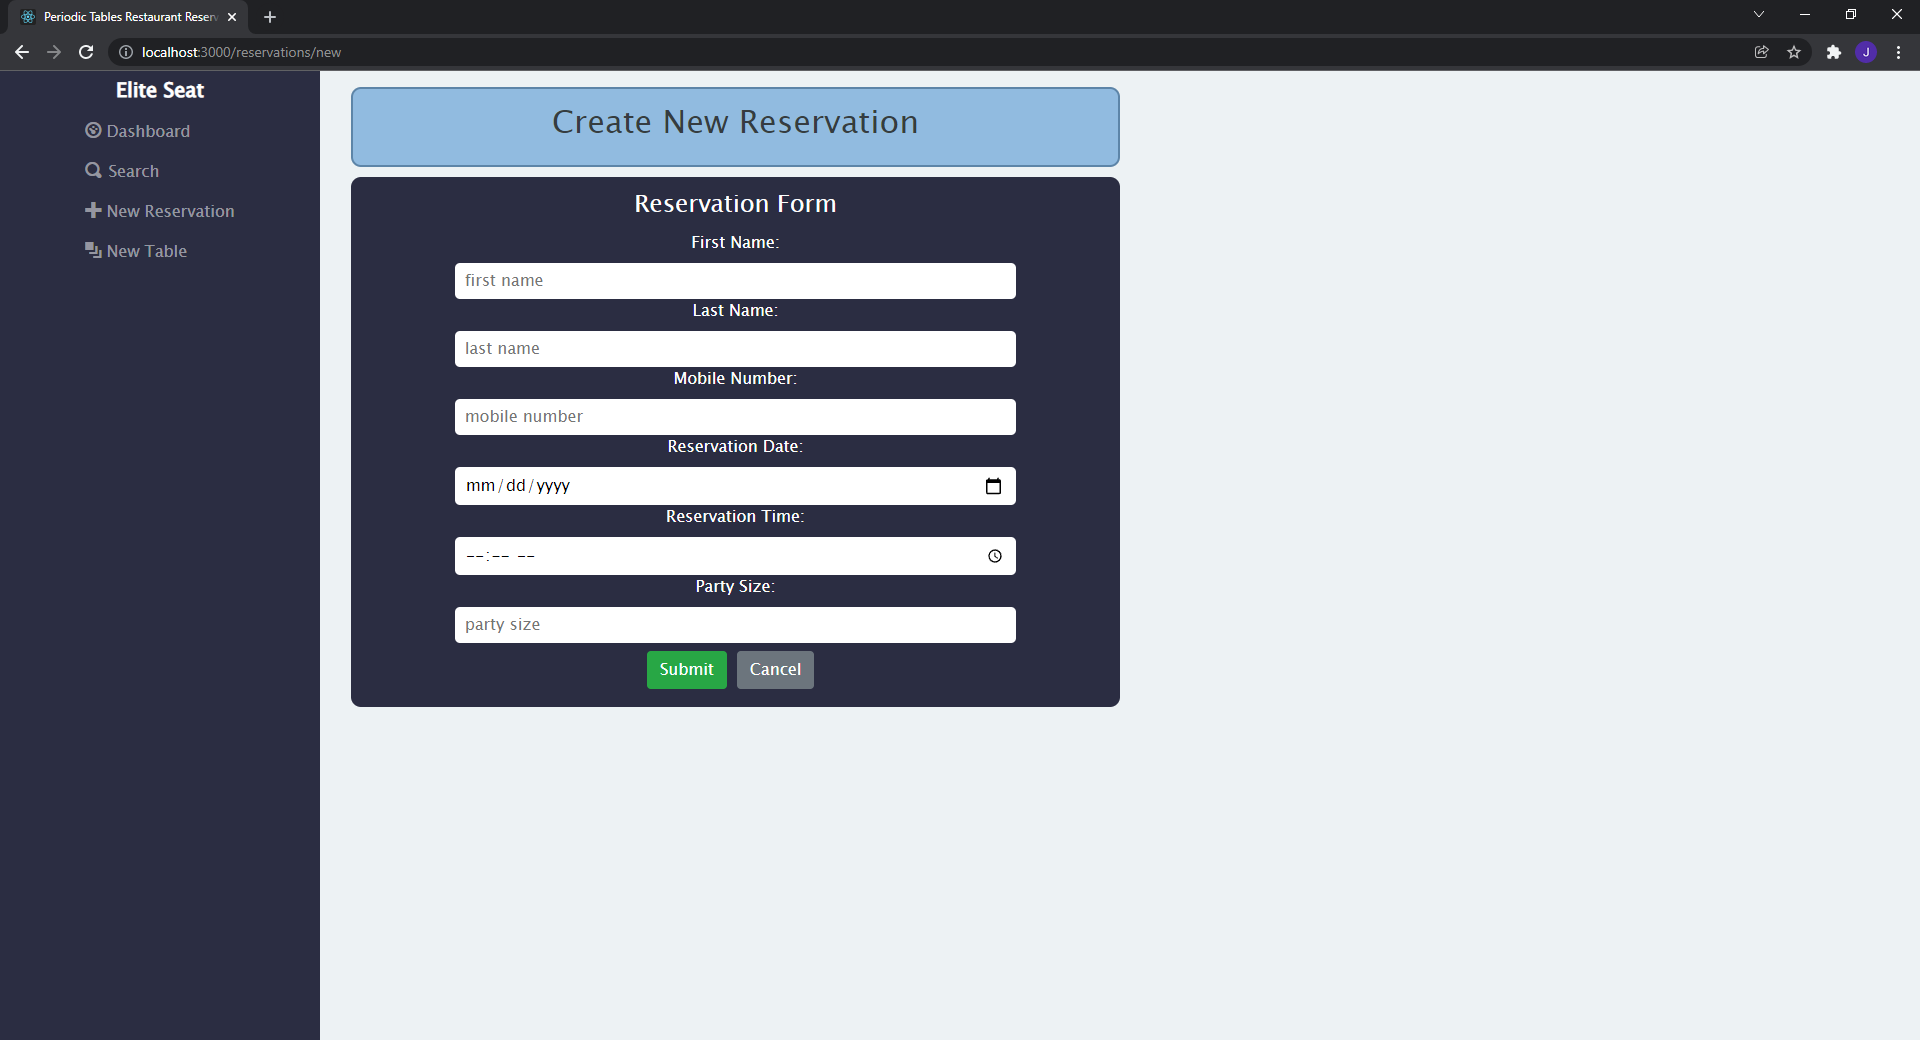 Periodic Tables Restaurant Reserv
localhost:3000/reservations/new
J
Elite Seat
Dashboard
Search
New Reservation
New Table
Create New Reservation
Reservation Form
First Name:
first name
Last Name:
last name
Mobile Number:
mobile number
Reservation Date:
mm/dd/yyyy
Reservation Time:
--:-- --
Party Size:
party size
Submit Cancel